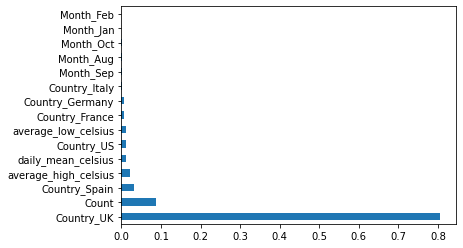 Month_Feb
Month_Jan
Month_Oct
Month_Aug
Month_Sep
Country_Italy
Country_Germany
Country_France
average_low_celsius
Country_US
daily_mean_celsius
average_high_celsius
Country_Spain
Count
Country_UK
0.0 0.1 0.2 0.3 0.4 0.5 0.6 0.7 0.8